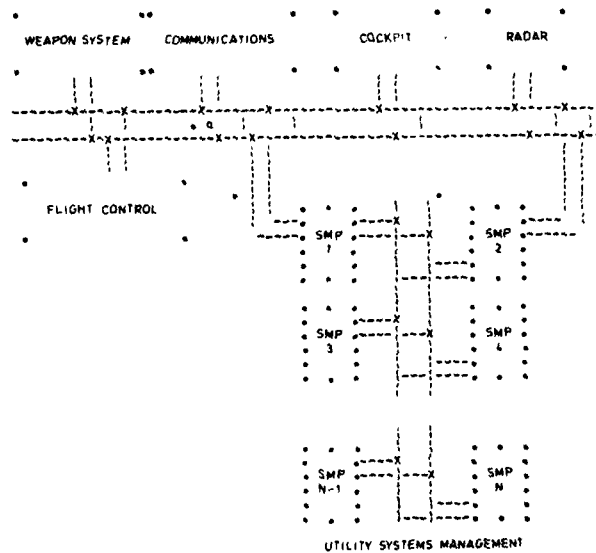 WEAPON SYSTEM COMMUNICATIONS COCKPIT RADAR
FLIGHT CONTROL
SMP 1
SMP 2
SMP 3
SMP 4
SMP N-1
SMP N
UTILITY SYSTEMS MANAGEMENT